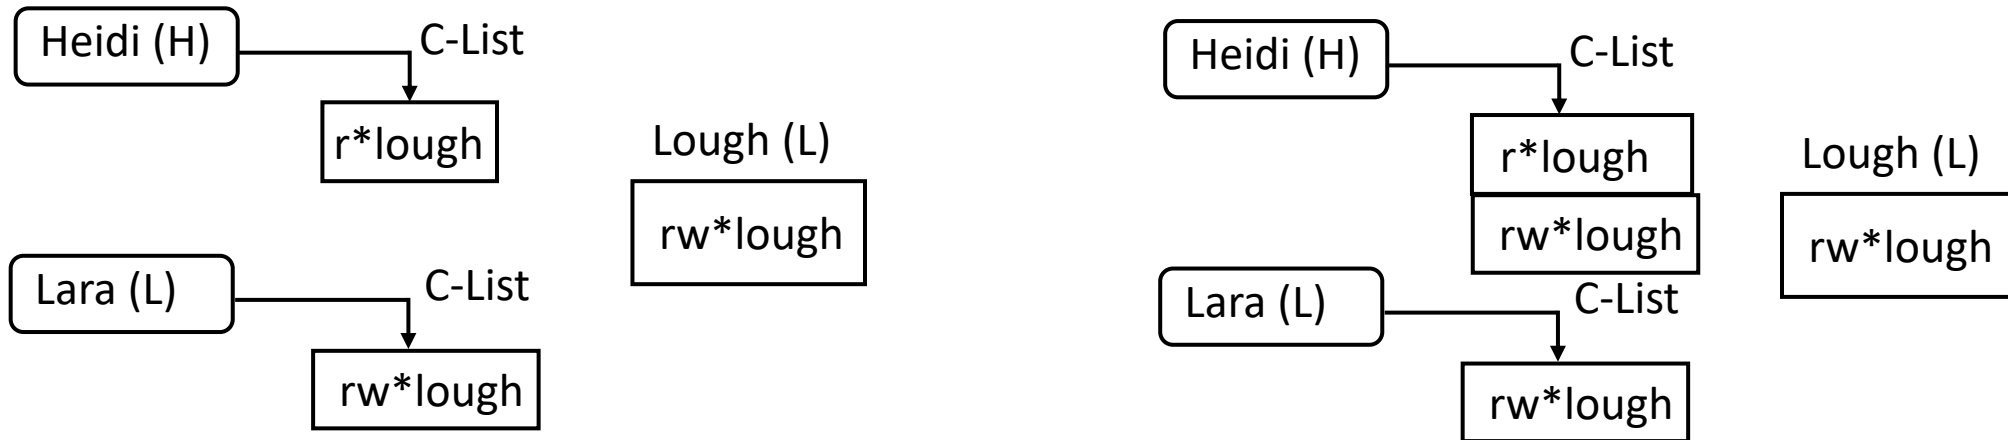 Heidi (H)
C-List
r*lough
Lough (L)
rw*lough
Lara (L)
C-List
rw*lough
Heidi (H)
C-List
r*lough
rw*lough
Lough (L)
rw*lough
Lara (L)
C-List
rw*lough